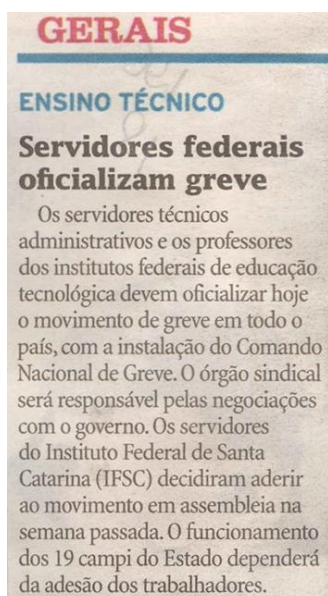 GERAIS
ENSINO TÉCNICO
Servidores federais
oficializam greve
Os servidores técnicos
administrativos e os professores
dos institutos federais de educação
tecnológica devem oficializar hoje
o movimento de greve em todo o
país, com a instalação do Comando
Nacional de Greve. O órgão sindical
será responsável pelas negociações
com o governo. Os servidores
do Instituto Federal de Santa
Catarina (IFSC) decidiram aderir
ao movimento em assembleia na
semana passada. O funcionamento
dos 19 campi do Estado dependerá
da adesão dos trabalhadores.